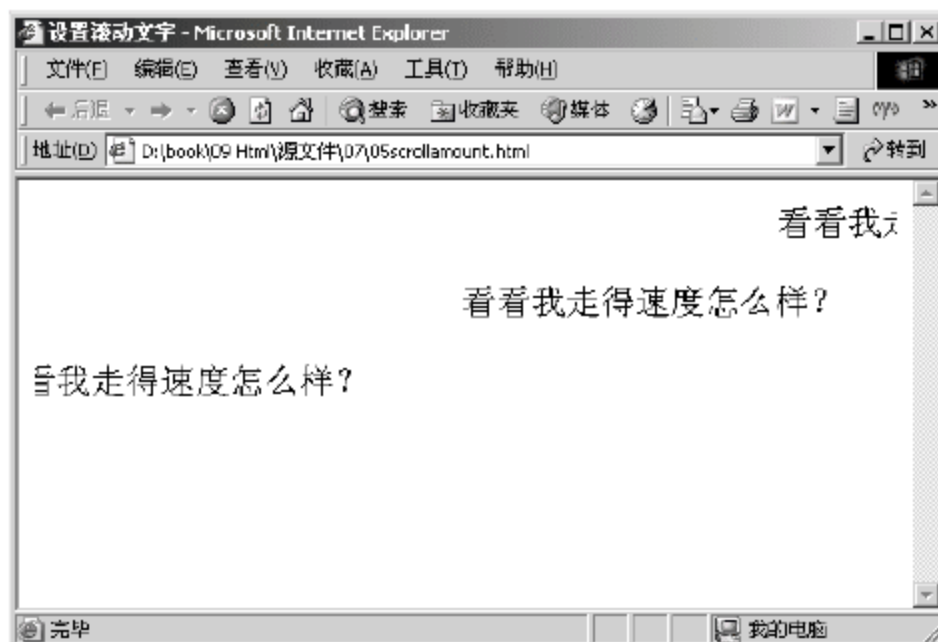 设置滚动文字 - Microsoft Internet Explorer
文件(F) 编辑(E) 查看(V) 收藏(A) 工具(T) 帮助(H)
后退 搜索 收藏夹 媒体
地址(D) D:\book\09 Html\源文件\07\05scrollamount.html 转到
看看我
看看我走得速度怎么样？
我走得速度怎么样？
完毕 我的电脑